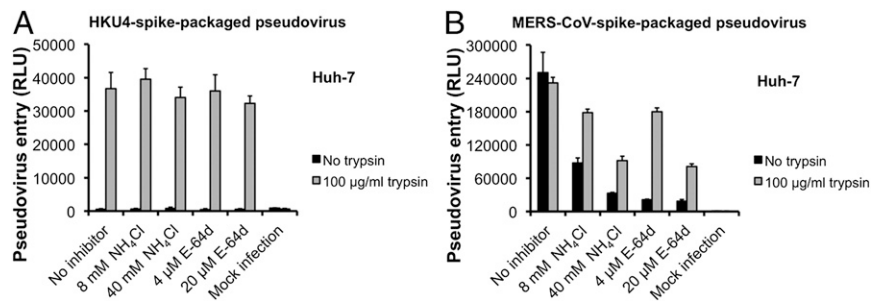 A
HKU4-spike-packaged pseudovirus
Pseudovirus entry (RLU)
50000
40000
30000
20000
10000
0
Huh-7
No trypsin
100 µg/ml trypsin
No inhibitor
8 mM NH₄Cl
40 mM NH₄Cl
4 µM E-64d
20 µM E-64d
Mock infection
B
MERS-CoV-spike-packaged pseudovirus
Pseudovirus entry (RLU)
300000
240000
180000
120000
60000
0
Huh-7
No trypsin
100 µg/ml trypsin
No inhibitor
8 mM NH₄Cl
40 mM NH₄Cl
4 µM E-64d
20 µM E-64d
Mock infection